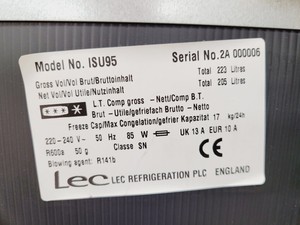 Model No. ISU95 Serial No. 2A 000006
Gross Vol/Vol Brut/Bruttoinhalt Total 223 Litres
Net Vol/Vol Utile/Nutzinhalt Total 205 Litres
L.T. Comp gross - Nett/Comp B.T.
Brut - Utile/gefriefach Brutto - Netto
Freeze Cap/Max Congelation/gefrier Kapazitat 17 kg/24h
220-240-V 50 Hz 85 W UK 13 A EUR 10 A
R600a 50 g Classe SN
Blowing agent: R141b
Lec LEC REFRIGERATION PLC ENGLAND